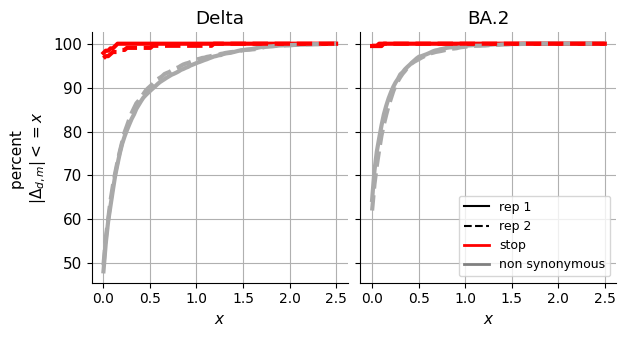 Delta
BA.2
percent
|Δd,m| <= x
100
90
80
70
60
50
0.0 0.5 1.0 1.5 2.0 2.5
0.0 0.5 1.0 1.5 2.0 2.5
x
x
rep 1
rep 2
stop
non synonymous